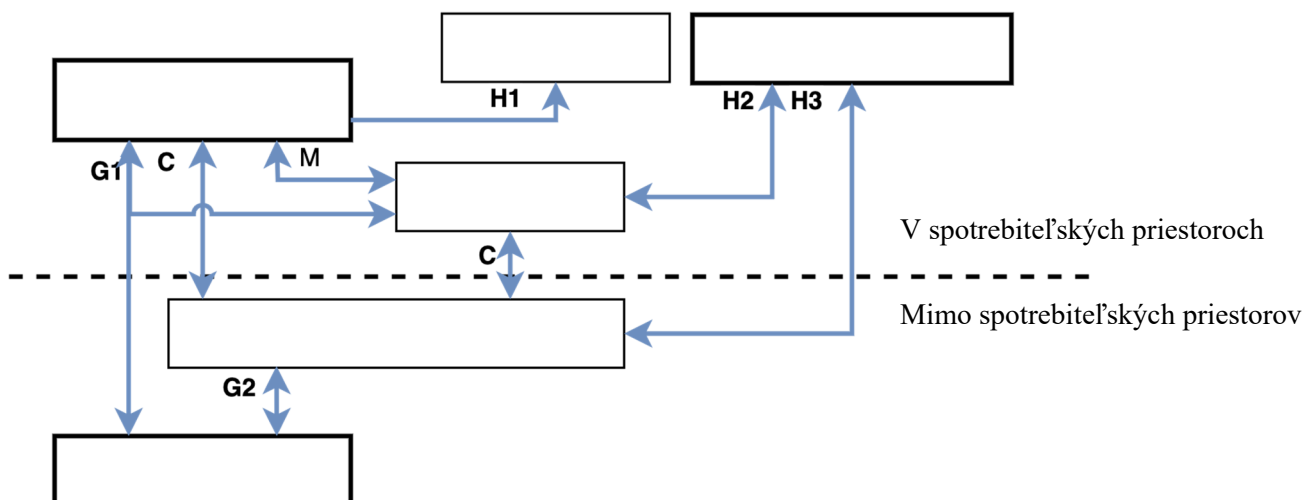 H1
H2 H3
G1 C M
V spotrebiteľských priestoroch
C
Mimo spotrebiteľských priestorov
G2